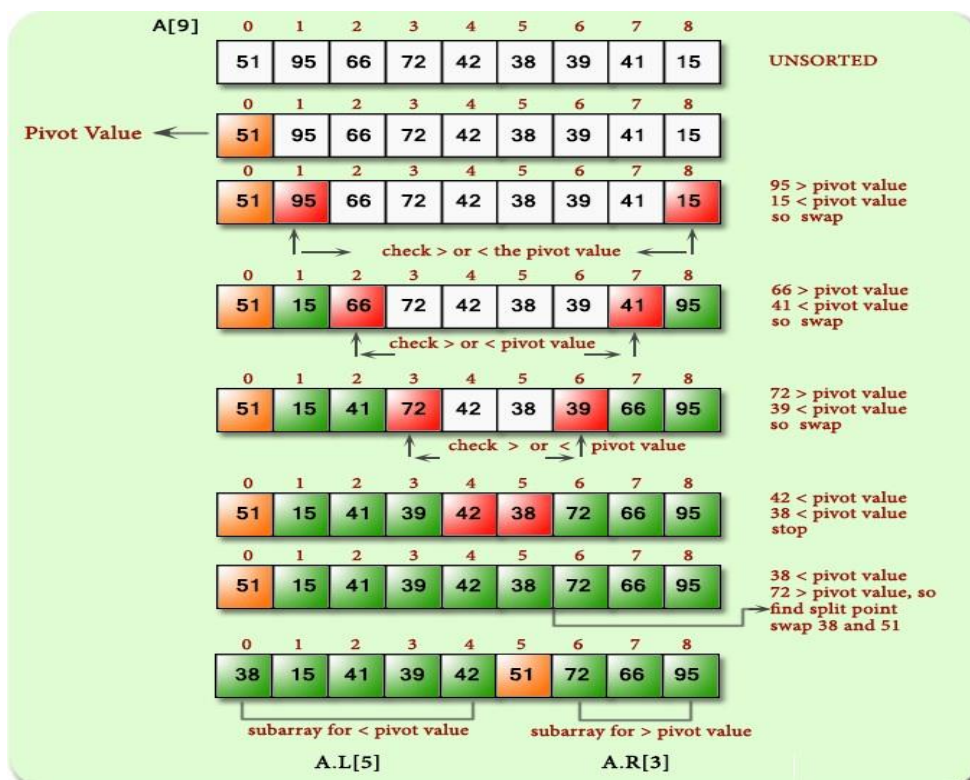 A[9]
0 1 2 3 4 5 6 7 8
51 95 66 72 42 38 39 41 15
UNSORTED
0 1 2 3 4 5 6 7 8
Pivot Value
51 95 66 72 42 38 39 41 15
0 1 2 3 4 5 6 7 8
51 95 66 72 42 38 39 41 15
95 > pivot value
15 < pivot value
so swap
check > or < the pivot value
0 1 2 3 4 5 6 7 8
51 15 66 72 42 38 39 41 95
66 > pivot value
41 < pivot value
so swap
check > or < pivot value
0 1 2 3 4 5 6 7 8
51 15 41 72 42 38 39 66 95
72 > pivot value
39 < pivot value
so swap
check > or < pivot value
0 1 2 3 4 5 6 7 8
51 15 41 39 42 38 72 66 95
42 < pivot value
38 < pivot value
stop
0 1 2 3 4 5 6 7 8
51 15 41 39 42 38 72 66 95
38 < pivot value
72 > pivot value, so
find split point
swap 38 and 51
0 1 2 3 4 5 6 7 8
38 15 41 39 42 51 72 66 95
subarray for < pivot value
subarray for > pivot value
A.L[5]
A.R[3]